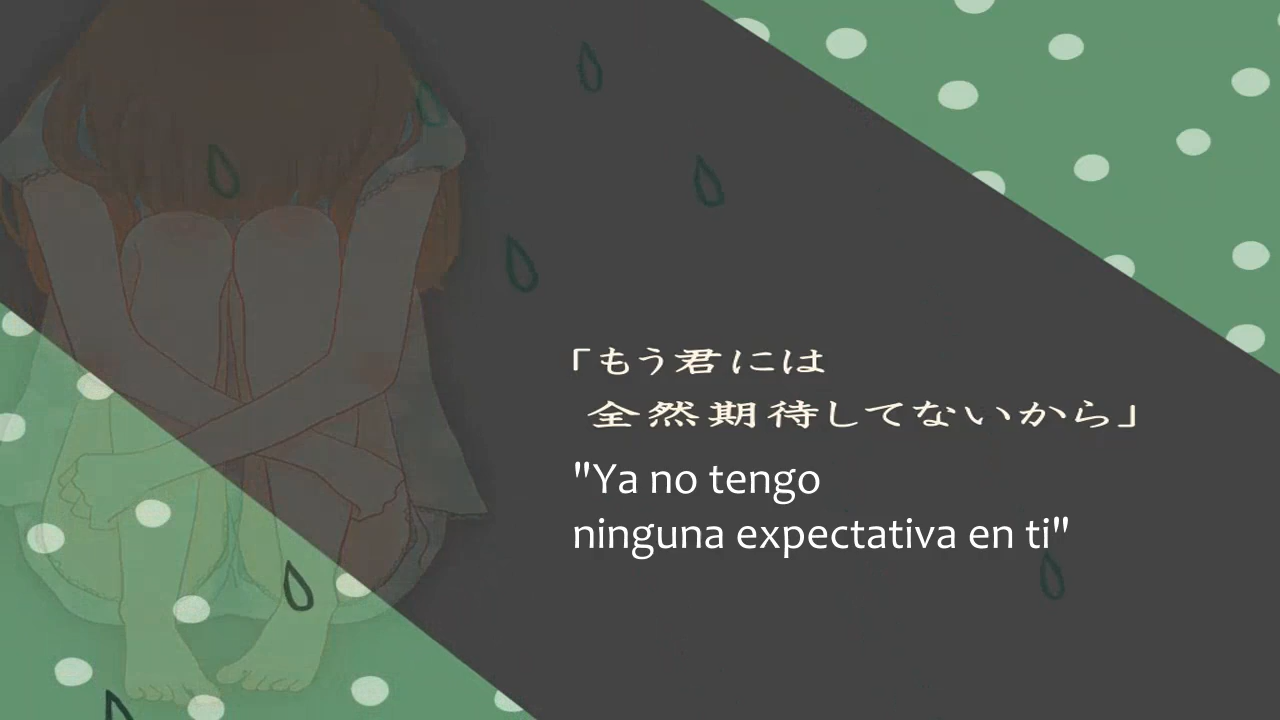 「もう君には
全然期待してないから」
"Ya no tengo
ninguna expectativa en ti"